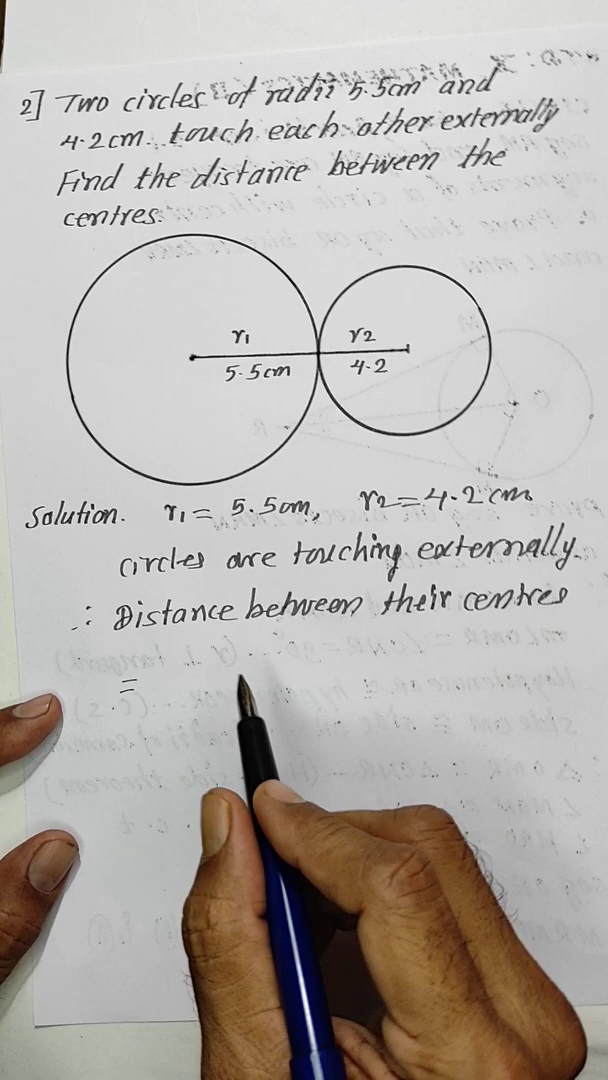 2] Two circles of radii 5.5cm and
4.2cm touch each other externally
Find the distance between the
centres.
r1 r2
5.5cm 4.2
Solution. r1 = 5.5cm, r2 = 4.2cm
circles are touching externally.
∴ Distance between their centres
=